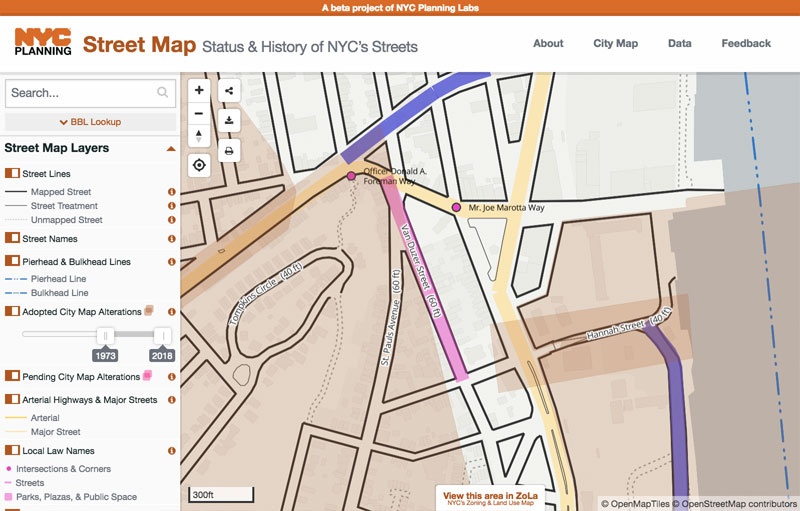 A beta project of NYC Planning Labs
NYC
PLANNING
Street Map Status & History of NYC's Streets
About
City Map
Data
Feedback
Search...
BBL Lookup
Street Map Layers
Street Lines
Mapped Street
Street Treatment
Unmapped Street
Street Names
Pierhead & Bulkhead Lines
Pierhead Line
Bulkhead Line
Adopted City Map Alterations
1973
2018
Pending City Map Alterations
Arterial Highways & Major Streets
Arterial
Major Street
Local Law Names
Intersections & Corners
Streets
Parks, Plazas, & Public Space
Officer Donald A.
Foreman Way
Mr. Joe Marotta Way
Van Duzer Street (60 ft)
Tompkins Circle (40 ft)
St. Pauls Avenue (60 ft)
Hannah Street (40 ft)
300ft
View this area in ZoLa
NYC's Zoning & Land Use Map
© OpenMapTiles © OpenStreetMap contributors